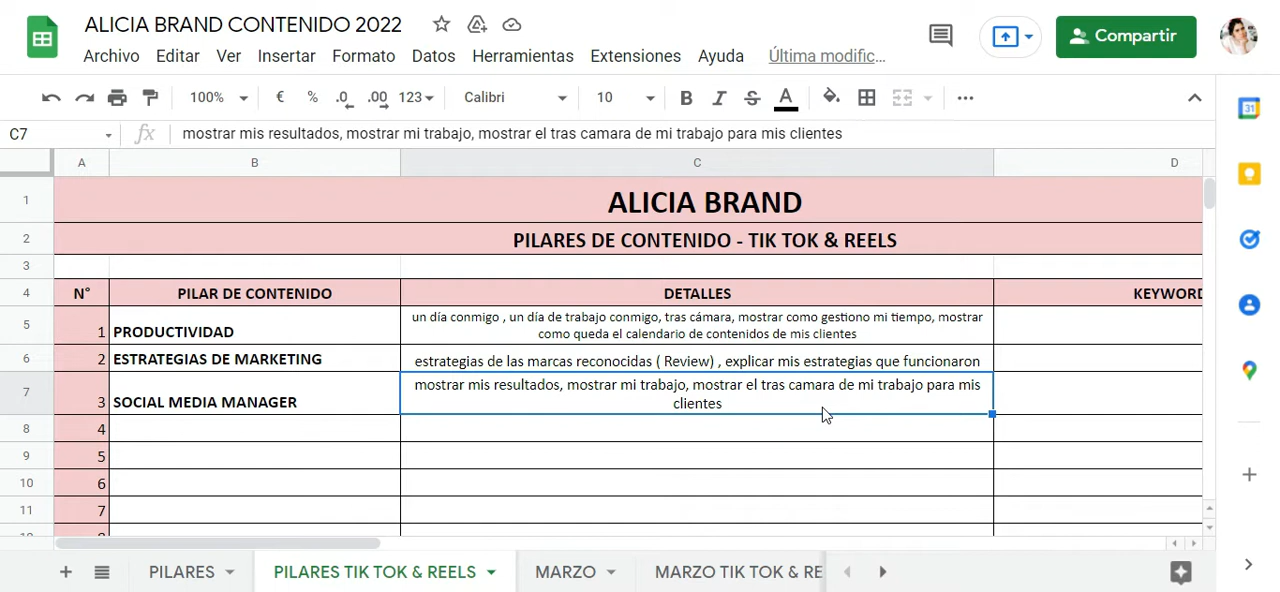 ALICIA BRAND CONTENIDO 2022
Archivo Editar Ver Insertar Formato Datos Herramientas Extensiones Ayuda Última modific...
Compartir
100% € % .0 .00 123 Calibri 10 B I S A
C7 fx mostrar mis resultados, mostrar mi trabajo, mostrar el tras camara de mi trabajo para mis clientes
A B C D
1 ALICIA BRAND
2 PILARES DE CONTENIDO - TIK TOK & REELS
3
4 N° PILAR DE CONTENIDO DETALLES KEYWORD
un día conmigo , un día de trabajo conmigo, tras cámara, mostrar como gestiono mi tiempo, mostrar
5 1 PRODUCTIVIDAD como queda el calendario de contenidos de mis clientes
6 2 ESTRATEGIAS DE MARKETING estrategias de las marcas reconocidas ( Review) , explicar mis estrategias que funcionaron
mostrar mis resultados, mostrar mi trabajo, mostrar el tras camara de mi trabajo para mis
7 3 SOCIAL MEDIA MANAGER clientes
8 4
9 5
10 6
11 7
PILARES PILARES TIK TOK & REELS MARZO MARZO TIK TOK & RE
31